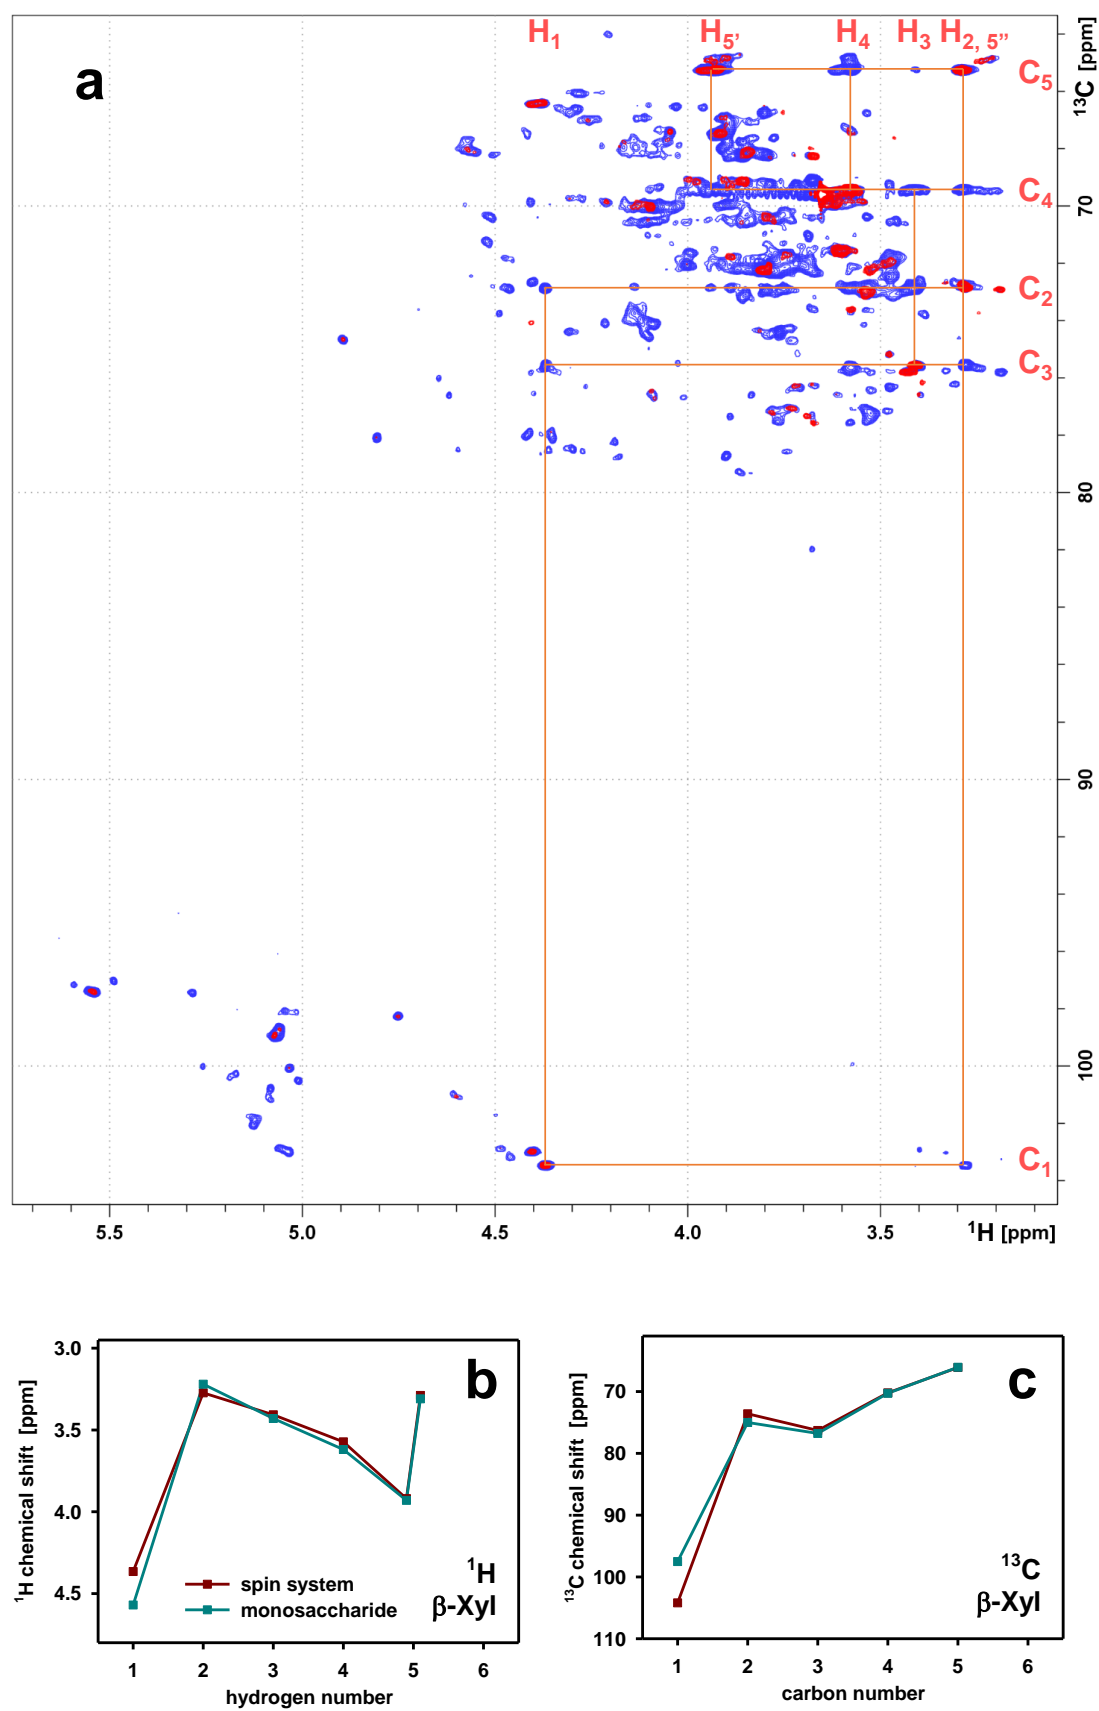 a
H1 H5' H4 H3 H2, 5"
C5
C4
C2
C3
C1
13C [ppm]
70
80
90
100
5.5 5.0 4.5 4.0 3.5 1H [ppm]
b
1H chemical shift [ppm]
3.0
3.5
4.0
4.5
spin system
monosaccharide
1H
β-Xyl
1 2 3 4 5 6
hydrogen number
c
13C chemical shift [ppm]
70
80
90
100
110
13C
β-Xyl
1 2 3 4 5 6
carbon number